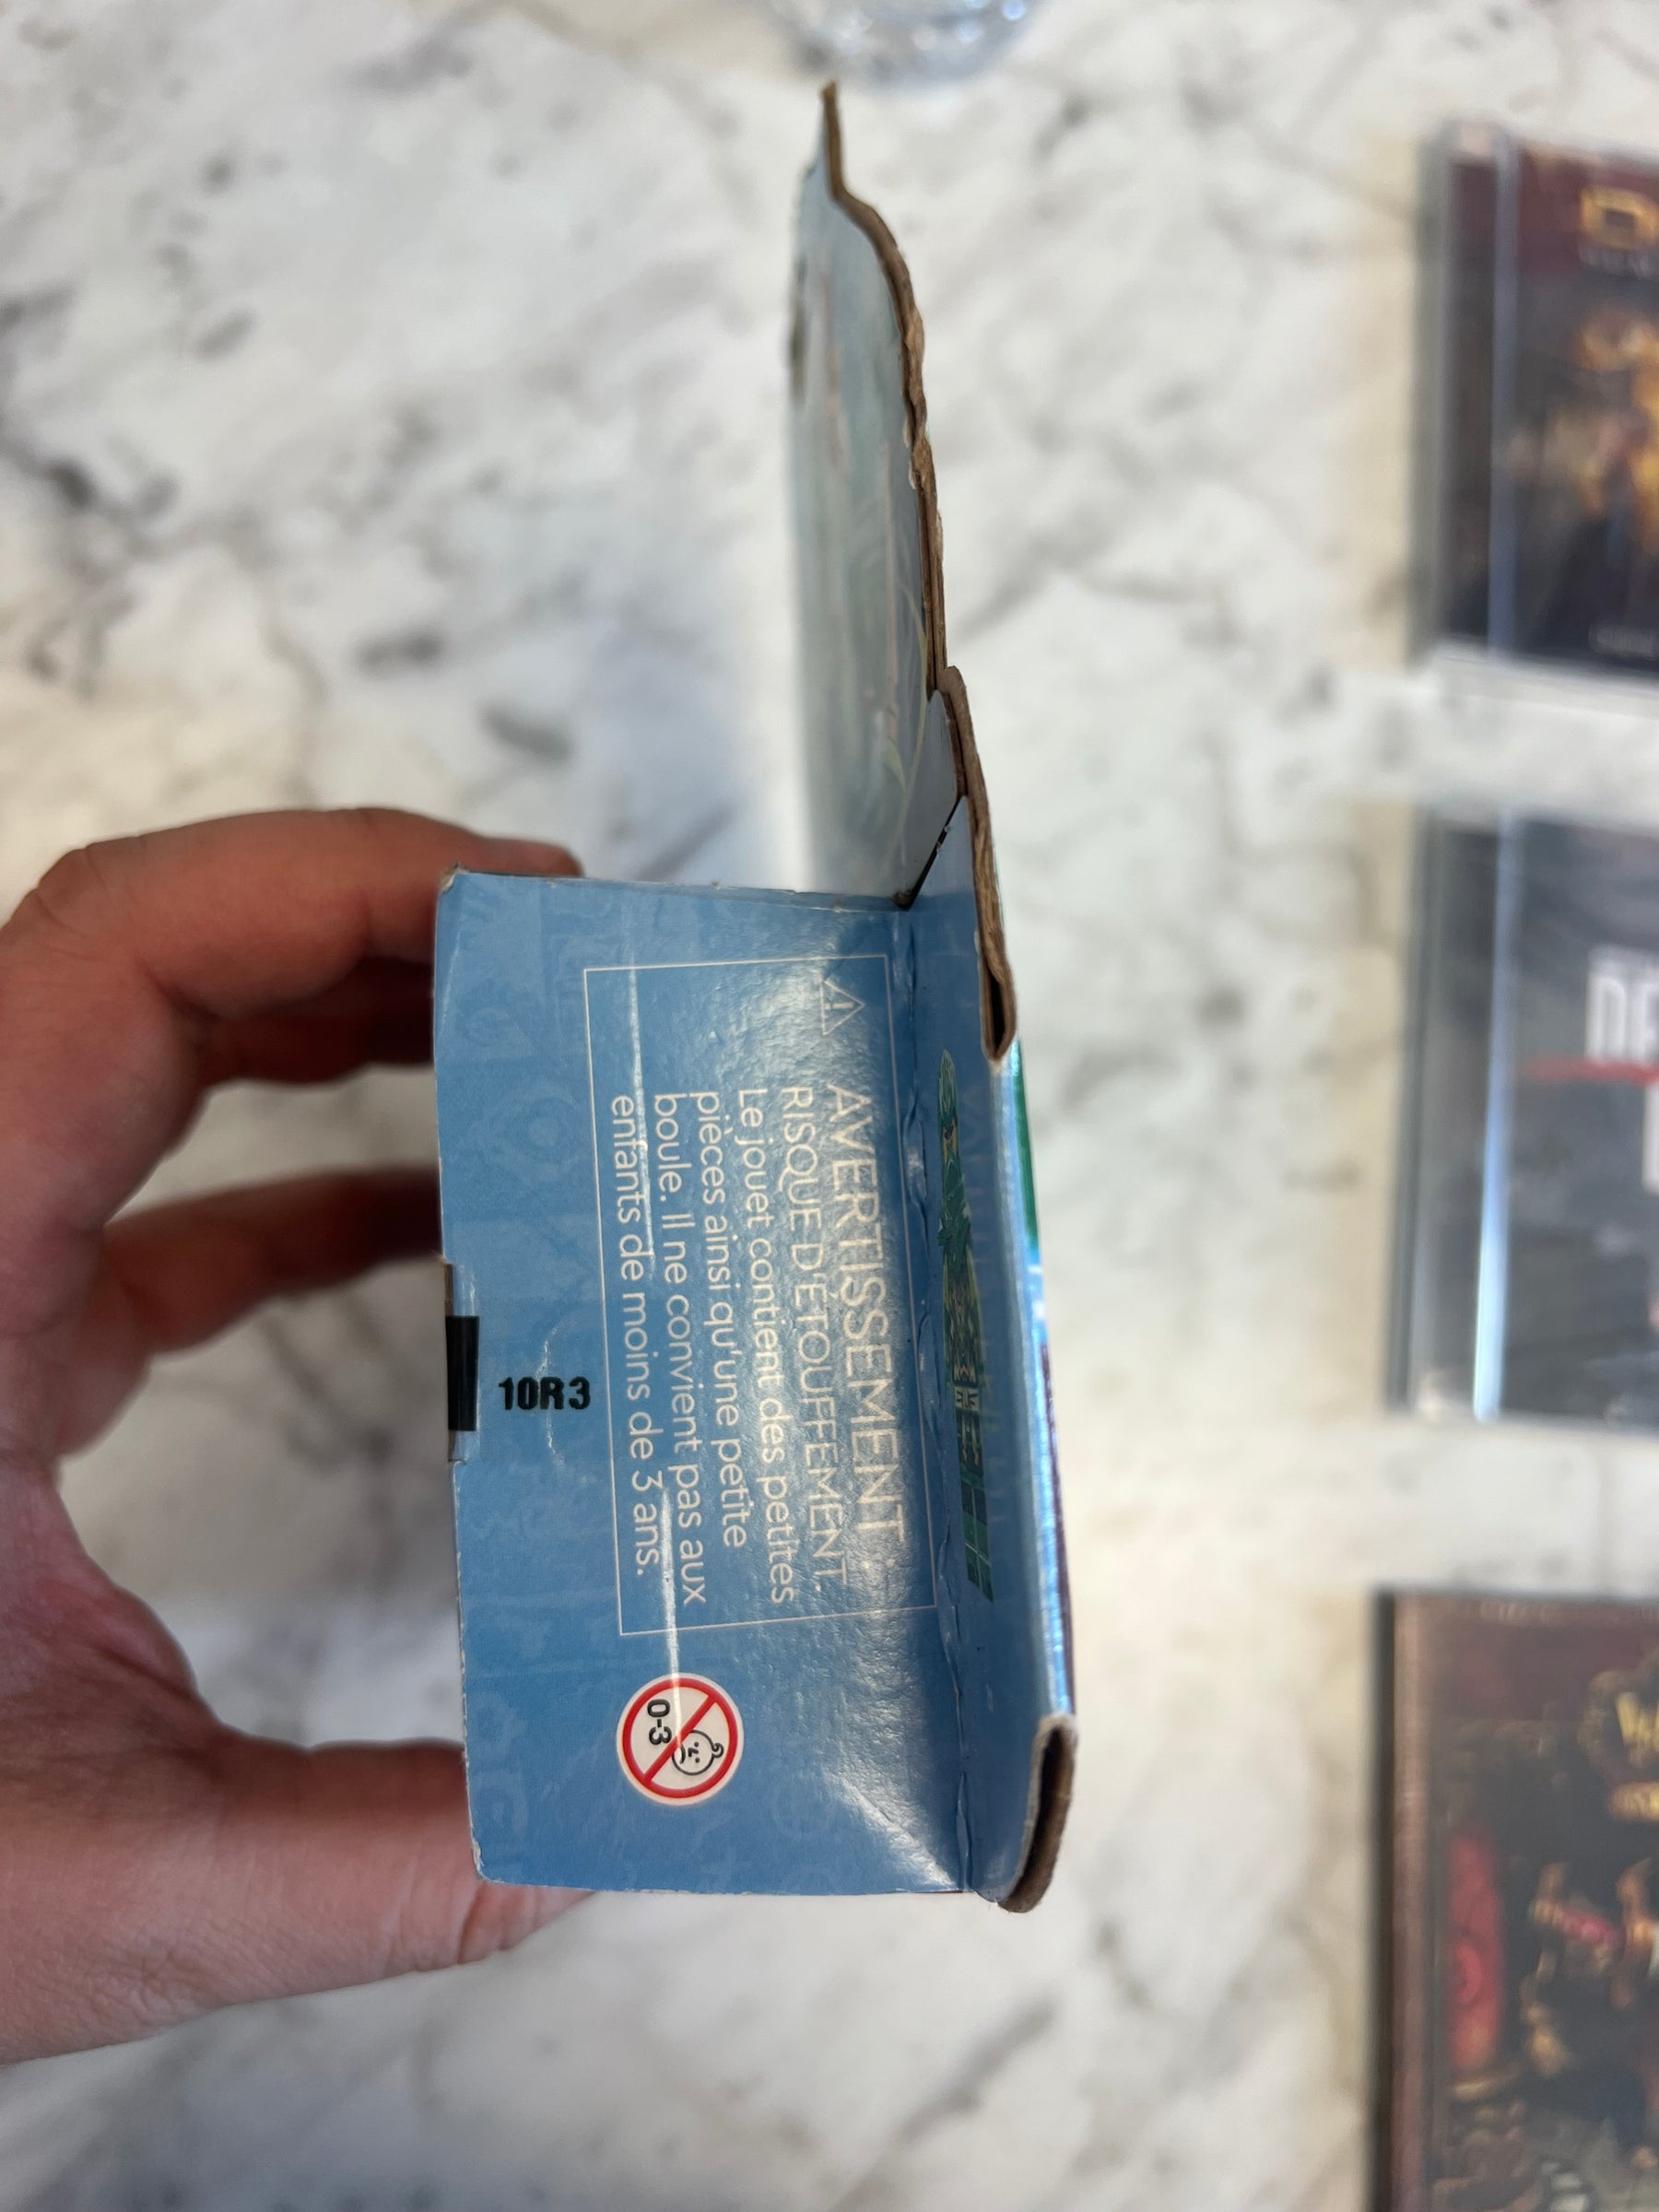 AVERTISSEMENT :
RISQUE D'ÉTOUFFEMENT.
Le jouet contient des petites
pièces ainsi qu'une petite
boule. Il ne convient pas aux
enfants de moins de 3 ans.
0-3
10R3